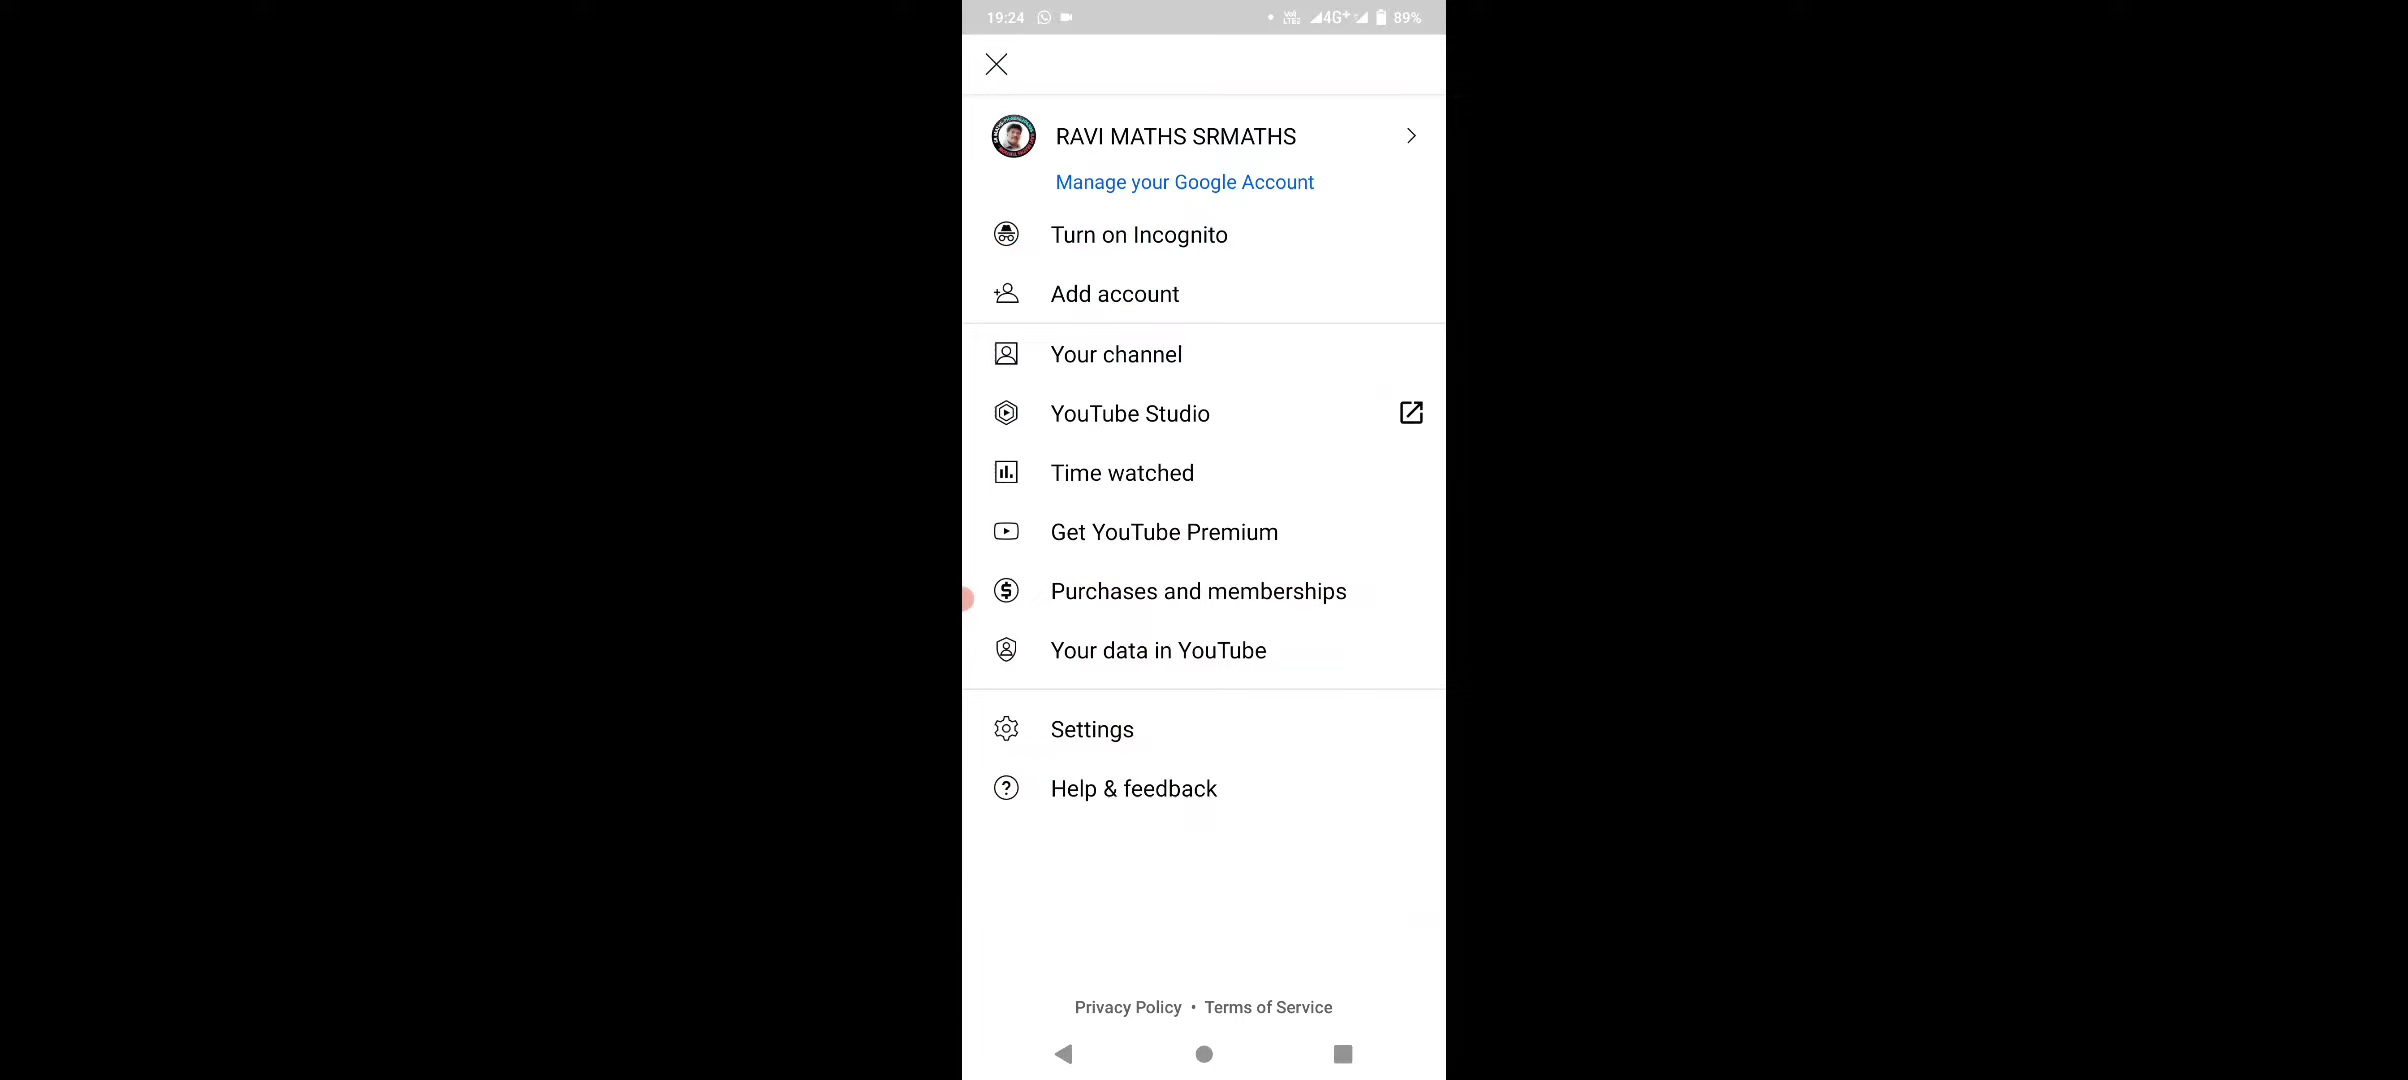 19:24 4G+ 89%
RAVI MATHS SRMATHS
Manage your Google Account
Turn on Incognito
Add account
Your channel
YouTube Studio
Time watched
Get YouTube Premium
Purchases and memberships
Your data in YouTube
Settings
Help & feedback
Privacy Policy • Terms of Service